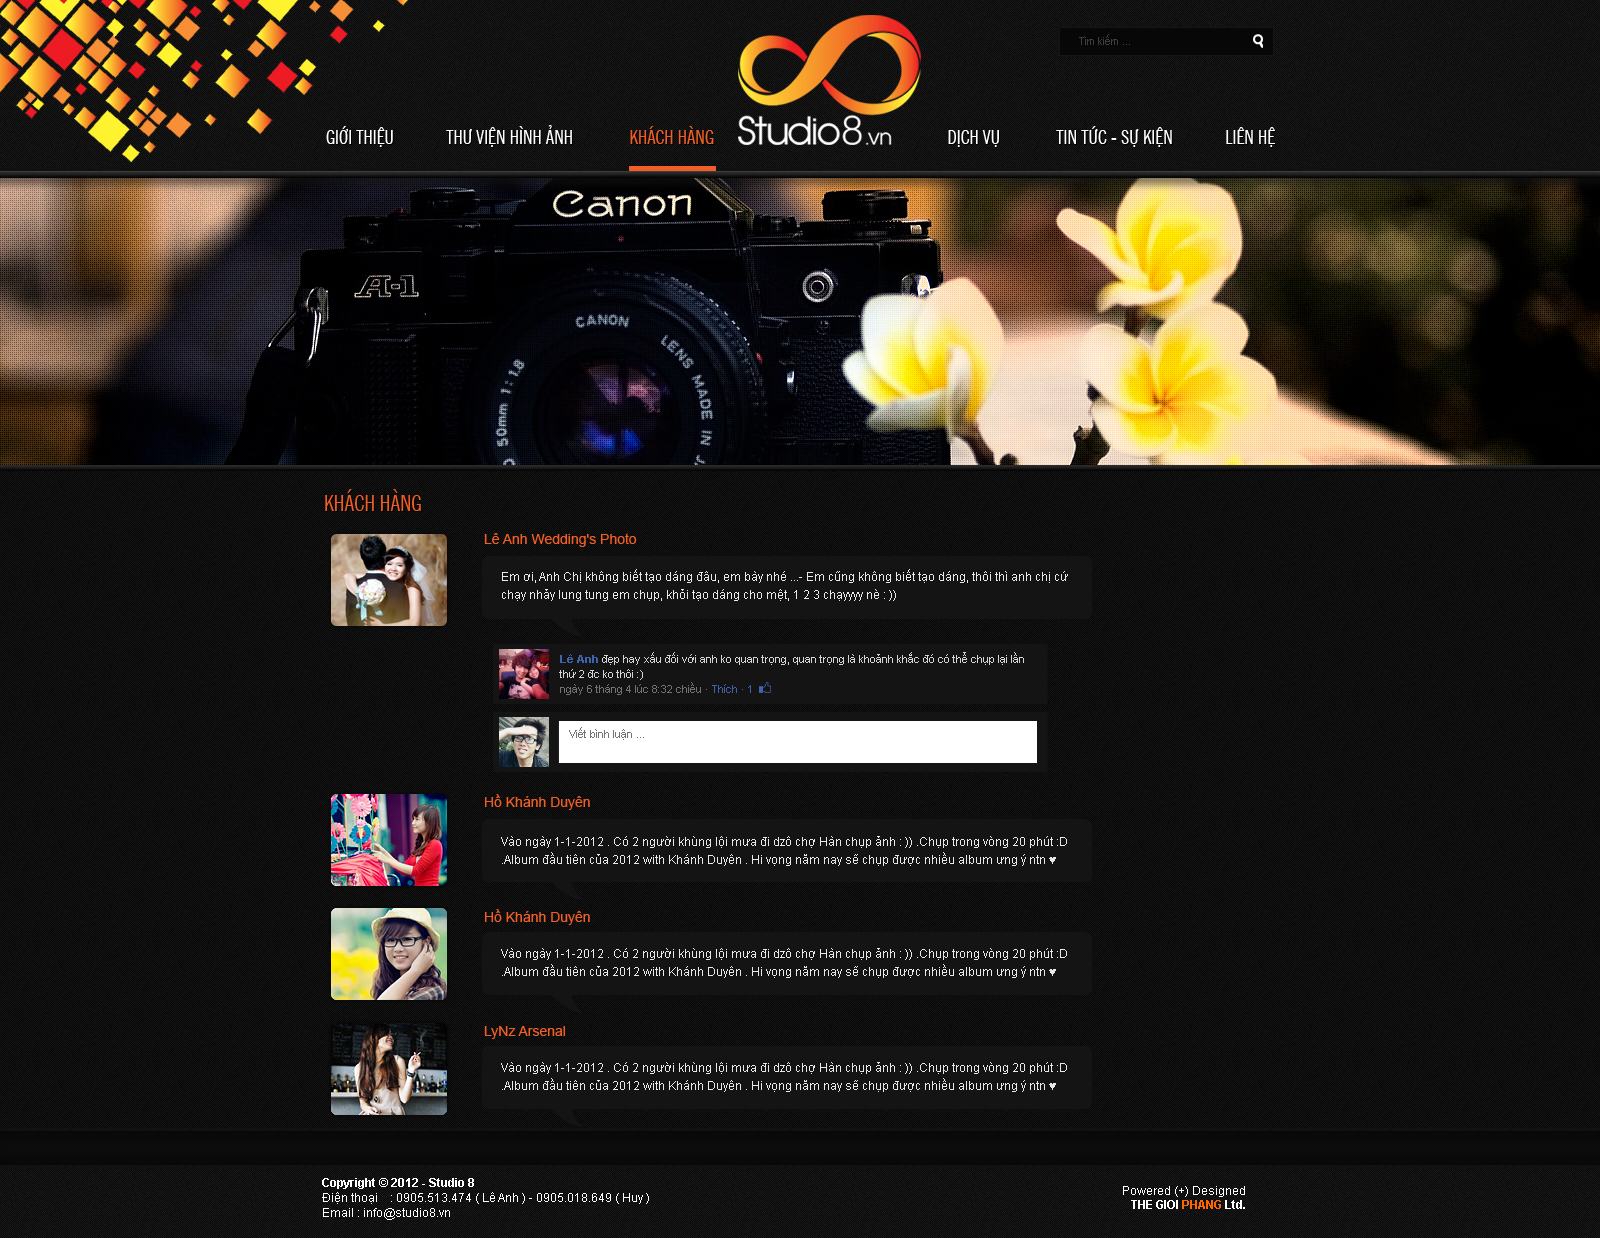 Tìm kiếm ...
Studio8.vn
GIỚI THIỆU
THƯ VIỆN HÌNH ẢNH
KHÁCH HÀNG
DỊCH VỤ
TIN TỨC - SỰ KIỆN
LIÊN HỆ
Canon
A-1
CANON
LENS MADE IN JA
50mm 1:1.8
KHÁCH HÀNG
Lê Anh Wedding's Photo
Em ơi, Anh Chị không biết tạo dáng đâu, em bày nhé ...- Em cũng không biết tạo dáng, thôi thì anh chị cứ
chạy nhảy lung tung em chụp, khỏi tạo dáng cho mệt, 1 2 3 chạyyyy nè : ))
Lê Anh đẹp hay xấu đối với anh ko quan trọng, quan trọng là khoảnh khắc đó có thể chụp lại lần
thứ 2 đc ko thôi :)
ngày 6 tháng 4 lúc 8:32 chiều · Thích · 1
Viết bình luận ...
Hồ Khánh Duyên
Vào ngày 1-1-2012 . Có 2 người khùng lội mưa đi dzô chợ Hàn chụp ảnh : )) .Chụp trong vòng 20 phút :D
.Album đầu tiên của 2012 with Khánh Duyên . Hi vọng năm nay sẽ chụp được nhiều album ưng ý ntn ♥
Hồ Khánh Duyên
Vào ngày 1-1-2012 . Có 2 người khùng lội mưa đi dzô chợ Hàn chụp ảnh : )) .Chụp trong vòng 20 phút :D
.Album đầu tiên của 2012 with Khánh Duyên . Hi vọng năm nay sẽ chụp được nhiều album ưng ý ntn ♥
LyNz Arsenal
Vào ngày 1-1-2012 . Có 2 người khùng lội mưa đi dzô chợ Hàn chụp ảnh : )) .Chụp trong vòng 20 phút :D
.Album đầu tiên của 2012 with Khánh Duyên . Hi vọng năm nay sẽ chụp được nhiều album ưng ý ntn ♥
Copyright © 2012 - Studio 8
Điện thoại : 0905.513.474 ( Lê Anh ) - 0905.018.649 ( Huy )
Email : info@studio8.vn
Powered (+) Designed
THE GIOI PHANG Ltd.